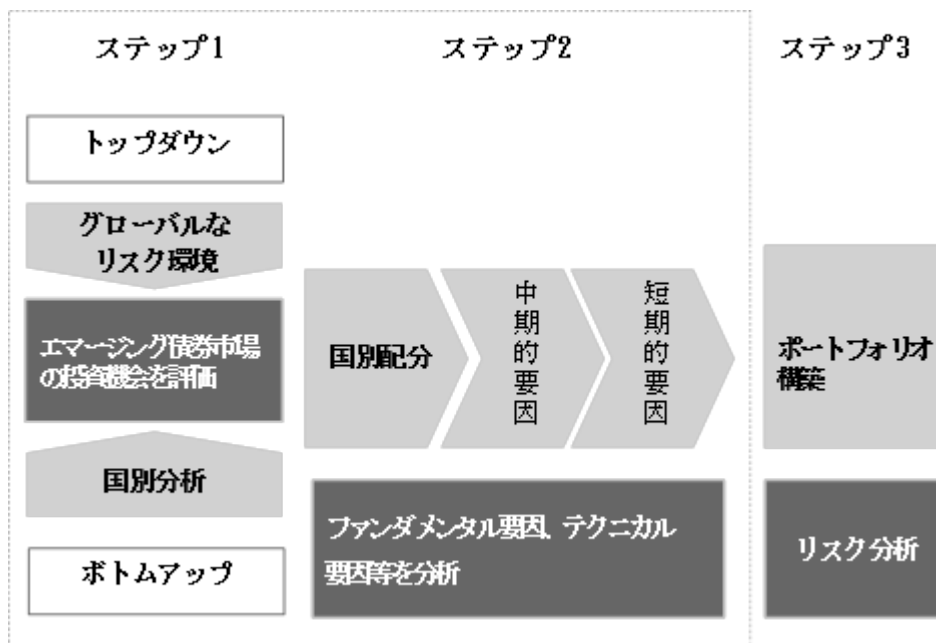 ステップ1
ステップ2
ステップ3
トップダウン
グローバルな
リスク環境
エマージング債券市場
の投資機会を評価
国別分析
ボトムアップ
国別配分
中期的要因
短期的要因
ファンダメンタル要因、テクニカル
要因等を分析
ポートフォリオ
構築
リスク分析